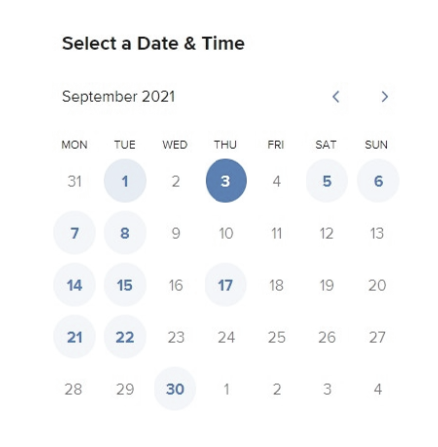 Select a Date & Time
September 2021
MON TUE WED THU FRI SAT SUN
31 1 2 3 4 5 6
7 8 9 10 11 12 13
14 15 16 17 18 19 20
21 22 23 24 25 26 27
28 29 30 1 2 3 4